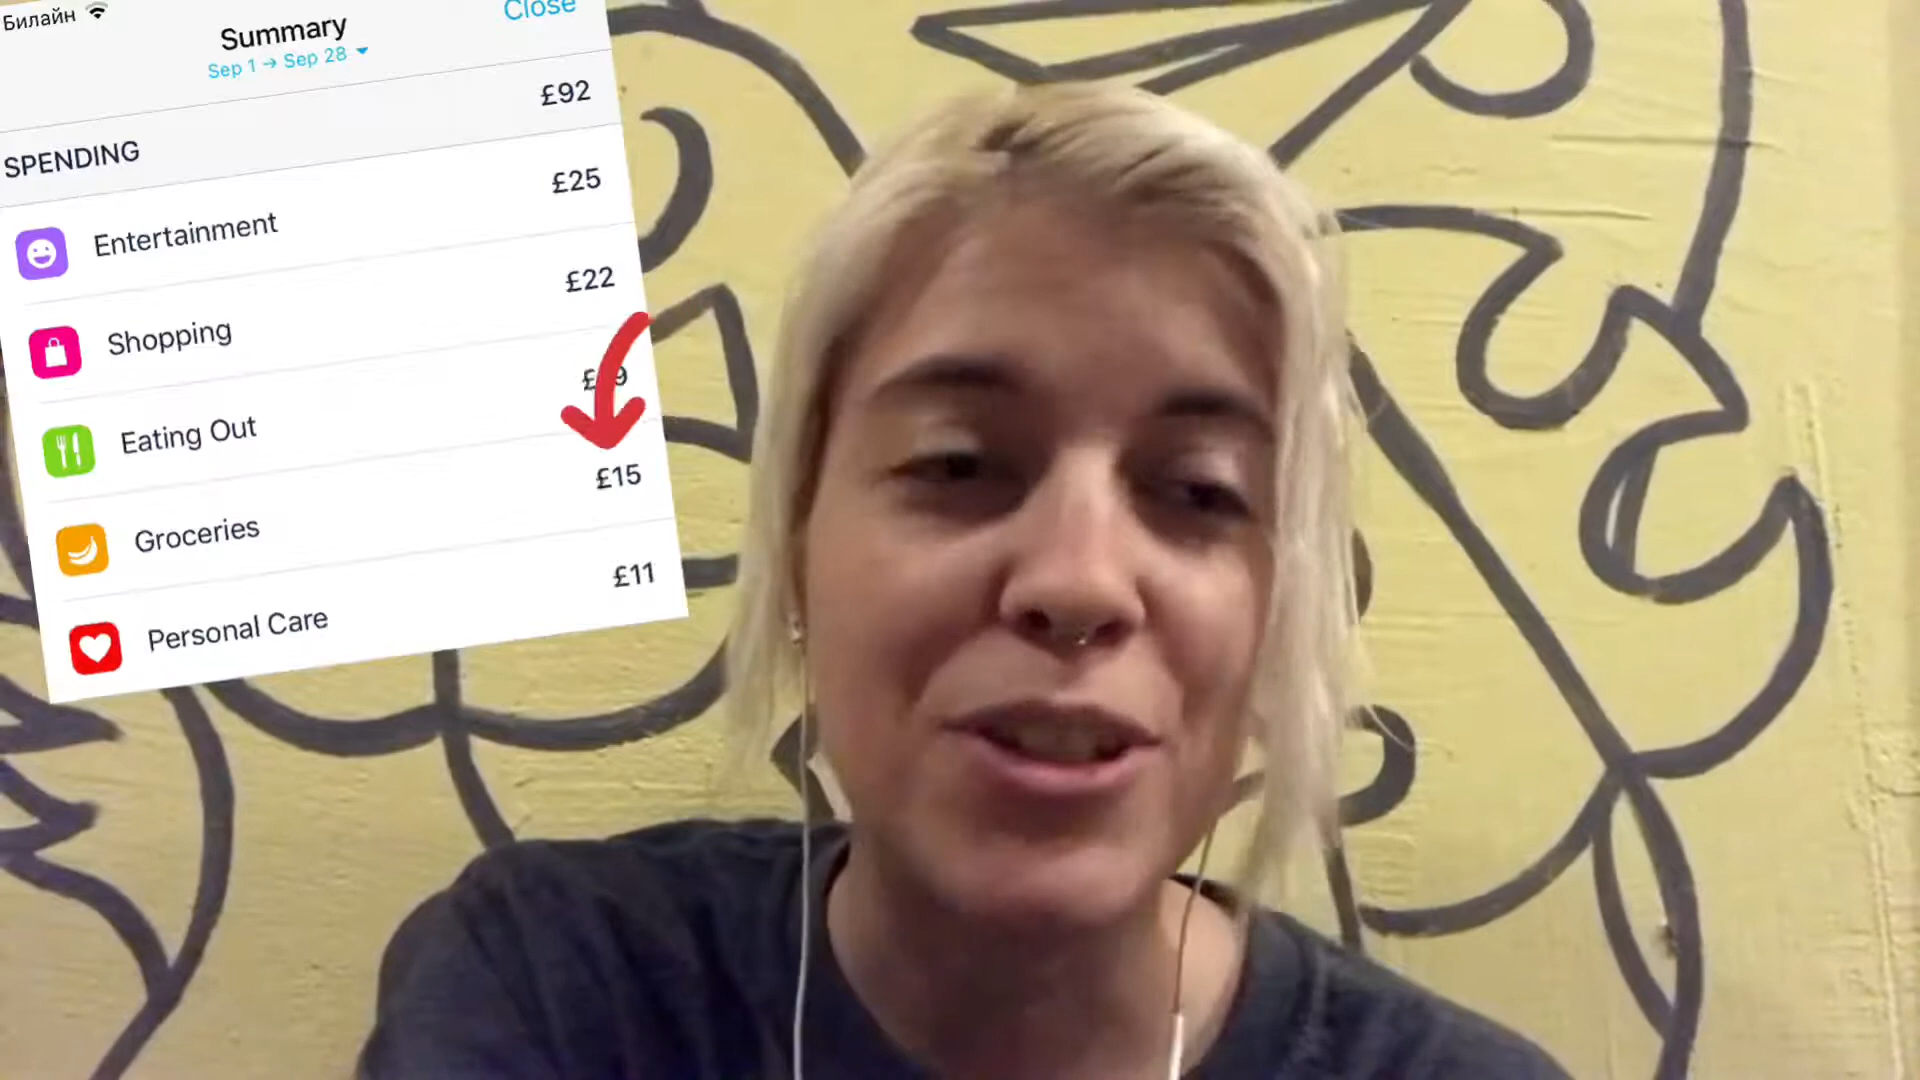 Билайн
Summary
Close
Sep 1 → Sep 28
SPENDING £92
Entertainment £25
Shopping £22
Eating Out
Groceries £15
Personal Care £11